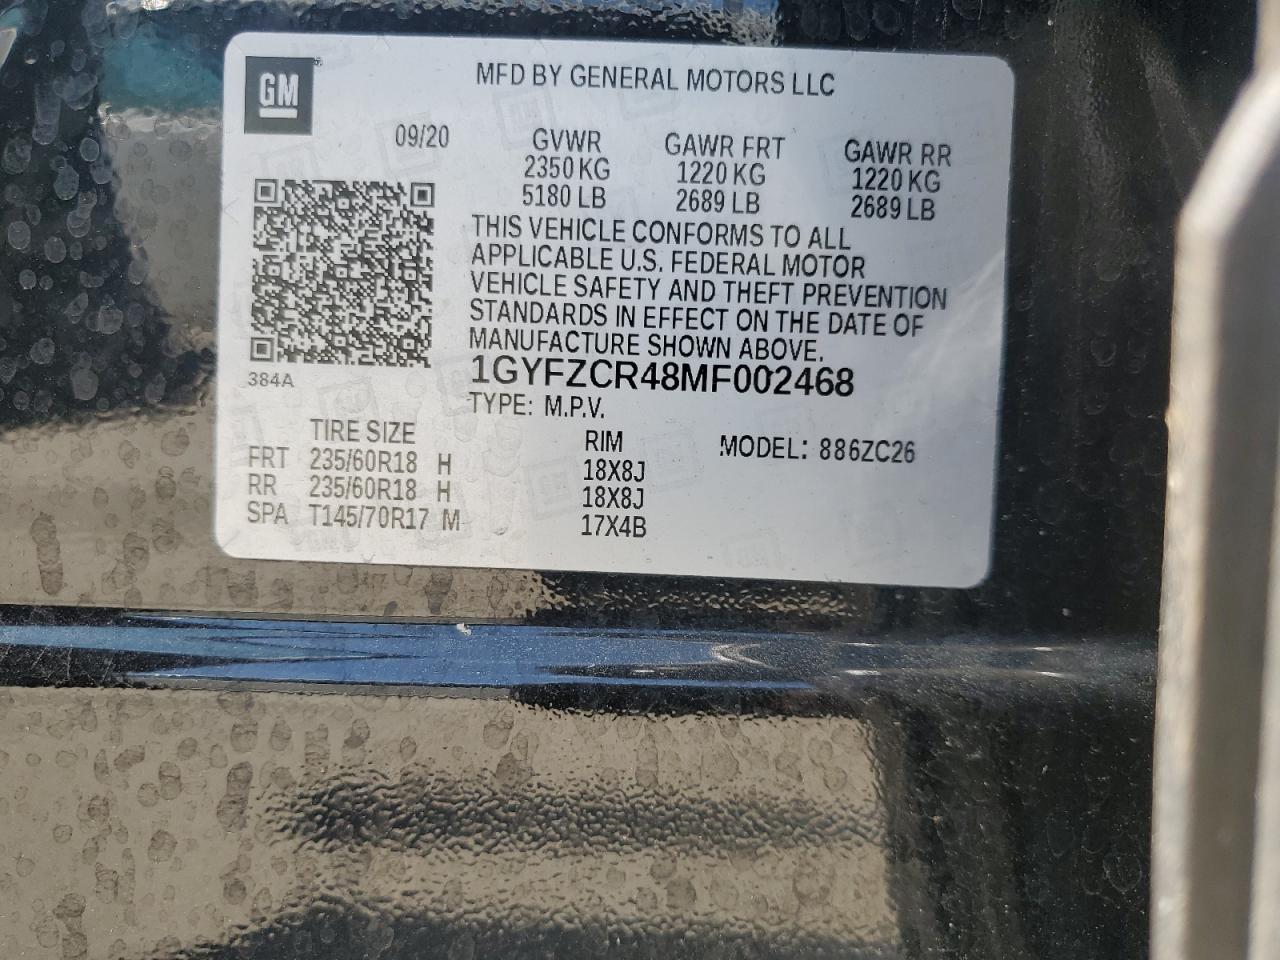 GM
MFD BY GENERAL MOTORS LLC
09/20
GVWR GAWR FRT GAWR RR
2350 KG 1220 KG 1220 KG
5180 LB 2689 LB 2689 LB
THIS VEHICLE CONFORMS TO ALL
APPLICABLE U.S. FEDERAL MOTOR
VEHICLE SAFETY AND THEFT PREVENTION
STANDARDS IN EFFECT ON THE DATE OF
MANUFACTURE SHOWN ABOVE.
384A
1GYFZCR48MF002468
TYPE: M.P.V.
TIRE SIZE RIM MODEL: 886ZC26
FRT 235/60R18 H 18X8J
RR 235/60R18 H 18X8J
SPA T145/70R17 M 17X4B